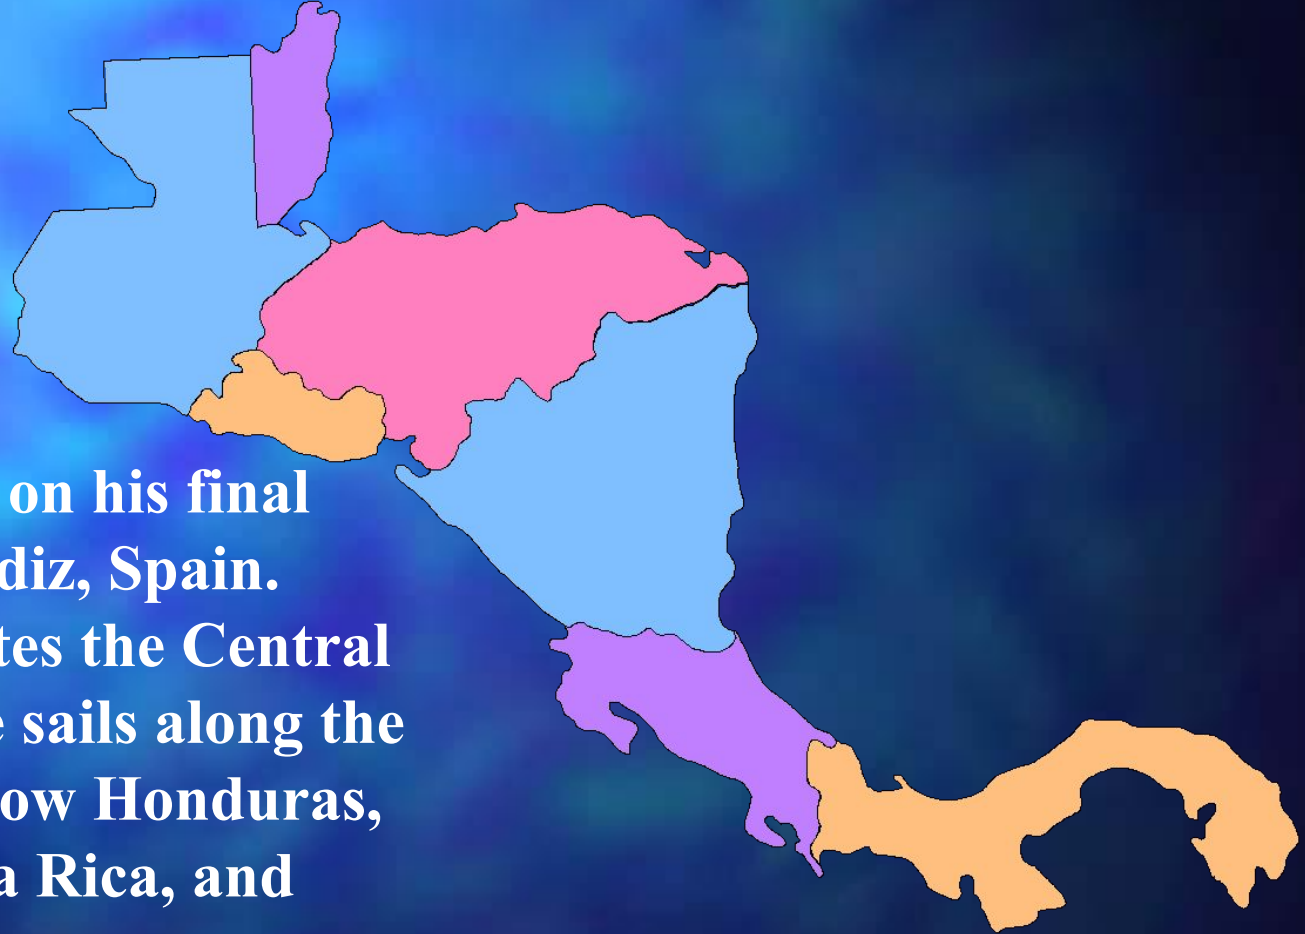 on his final
diz, Spain.
tes the Central
e sails along the
ow Honduras,
a Rica, and